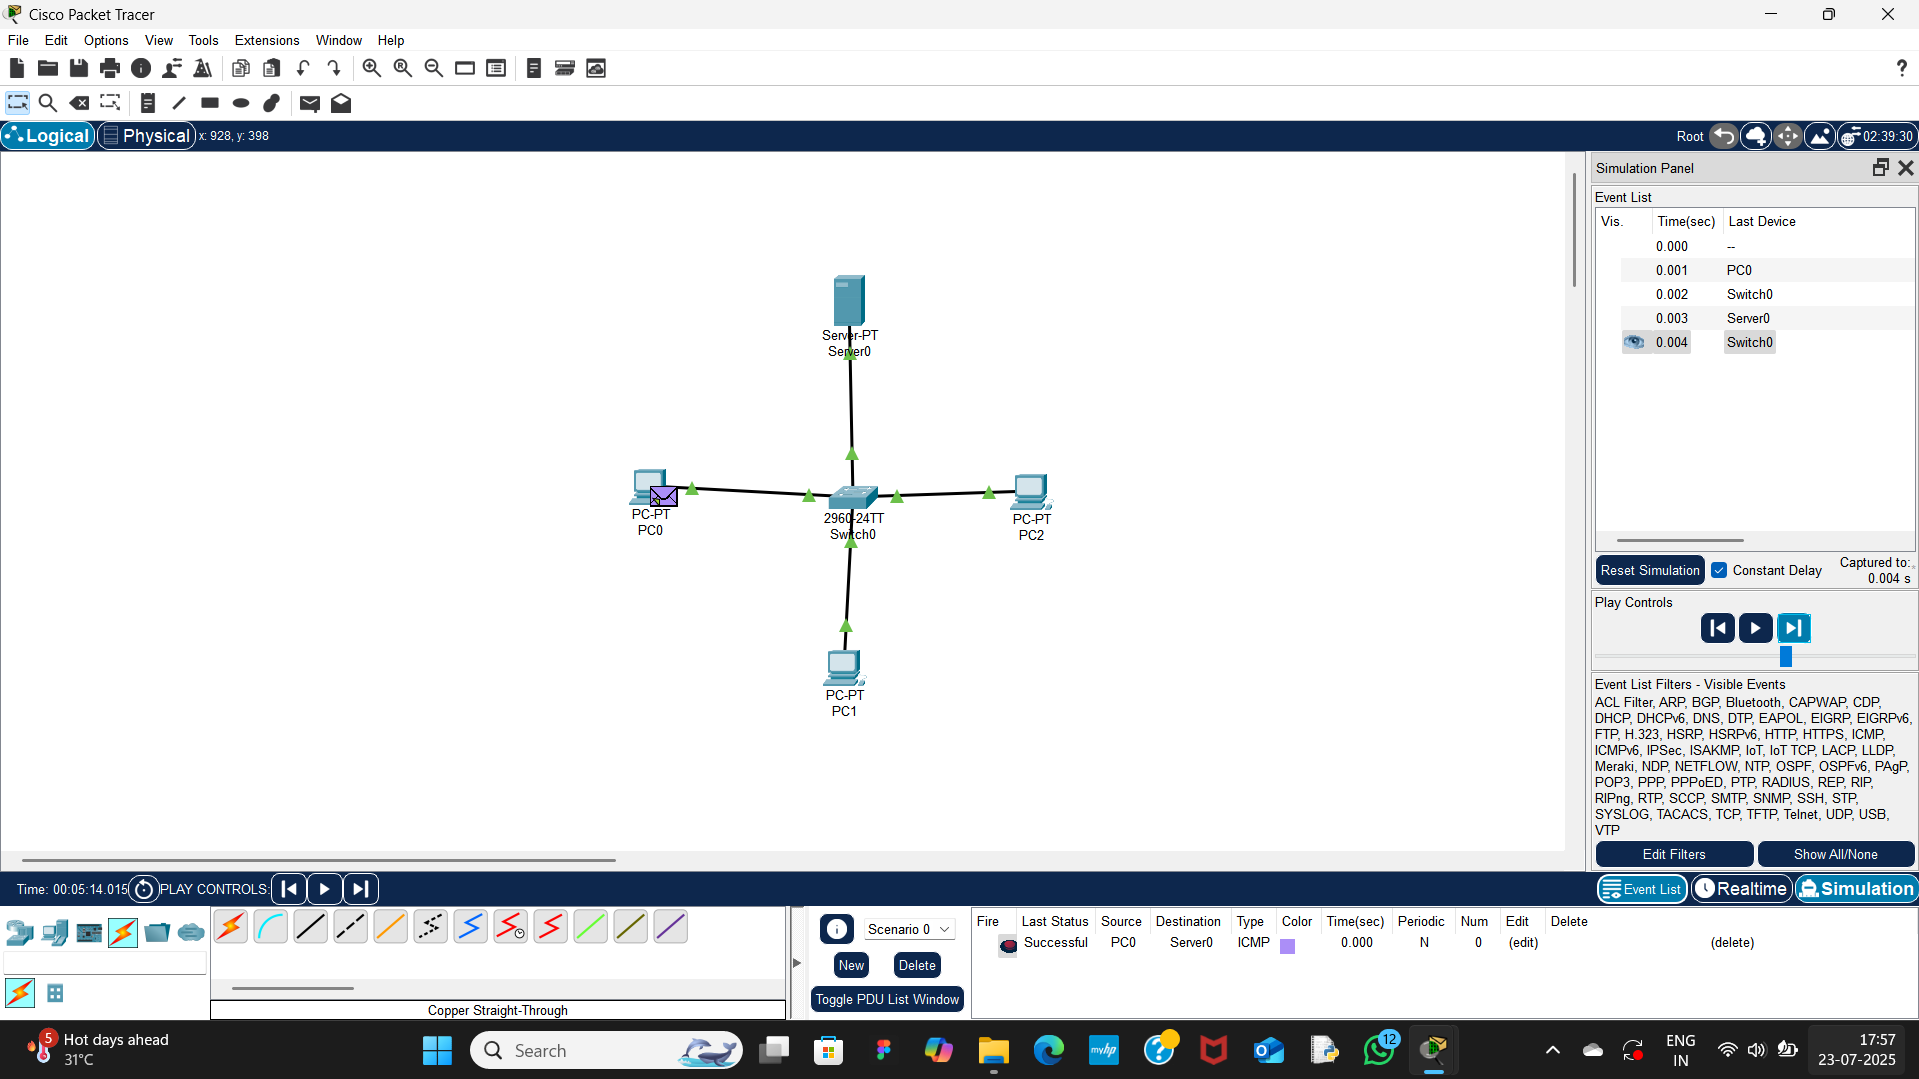 Cisco Packet Tracer
File Edit Options View Tools Extensions Window Help
?
Logical Physical x: 928, y: 398 Root 02:39:30
Simulation Panel
Event List
Vis. Time(sec) Last Device
0.000 --
0.001 PC0
0.002 Switch0
0.003 Server0
0.004 Switch0
Server-PT
Server0
PC-PT
PC0
2960-24TT
Switch0
PC-PT
PC2
PC-PT
PC1
Reset Simulation Constant Delay Captured to:
0.004 s
Play Controls
Event List Filters - Visible Events
ACL Filter, ARP, BGP, Bluetooth, CAPWAP, CDP,
DHCP, DHCPv6, DNS, DTP, EAPOL, EIGRP, EIGRPv6,
FTP, H.323, HSRP, HSRPv6, HTTP, HTTPS, ICMP,
ICMPv6, IPSec, ISAKMP, IoT, IoT TCP, LACP, LLDP,
Meraki, NDP, NETFLOW, NTP, OSPF, OSPFv6, PAgP,
POP3, PPP, PPPoED, PTP, RADIUS, REP, RIP,
RIPng, RTP, SCCP, SMTP, SNMP, SSH, STP,
SYSLOG, TACACS, TCP, TFTP, Telnet, UDP, USB,
VTP
Edit Filters Show All/None
Time: 00:05:14.015 PLAY CONTROLS: Event List Realtime Simulation
Scenario 0
New Delete
Toggle PDU List Window
Fire Last Status Source Destination Type Color Time(sec) Periodic Num Edit Delete
Successful PC0 Server0 ICMP 0.000 N 0 (edit) (delete)
Copper Straight-Through
5 Hot days ahead
31°C
Search
myhp
12
ENG
IN
17:57
23-07-2025